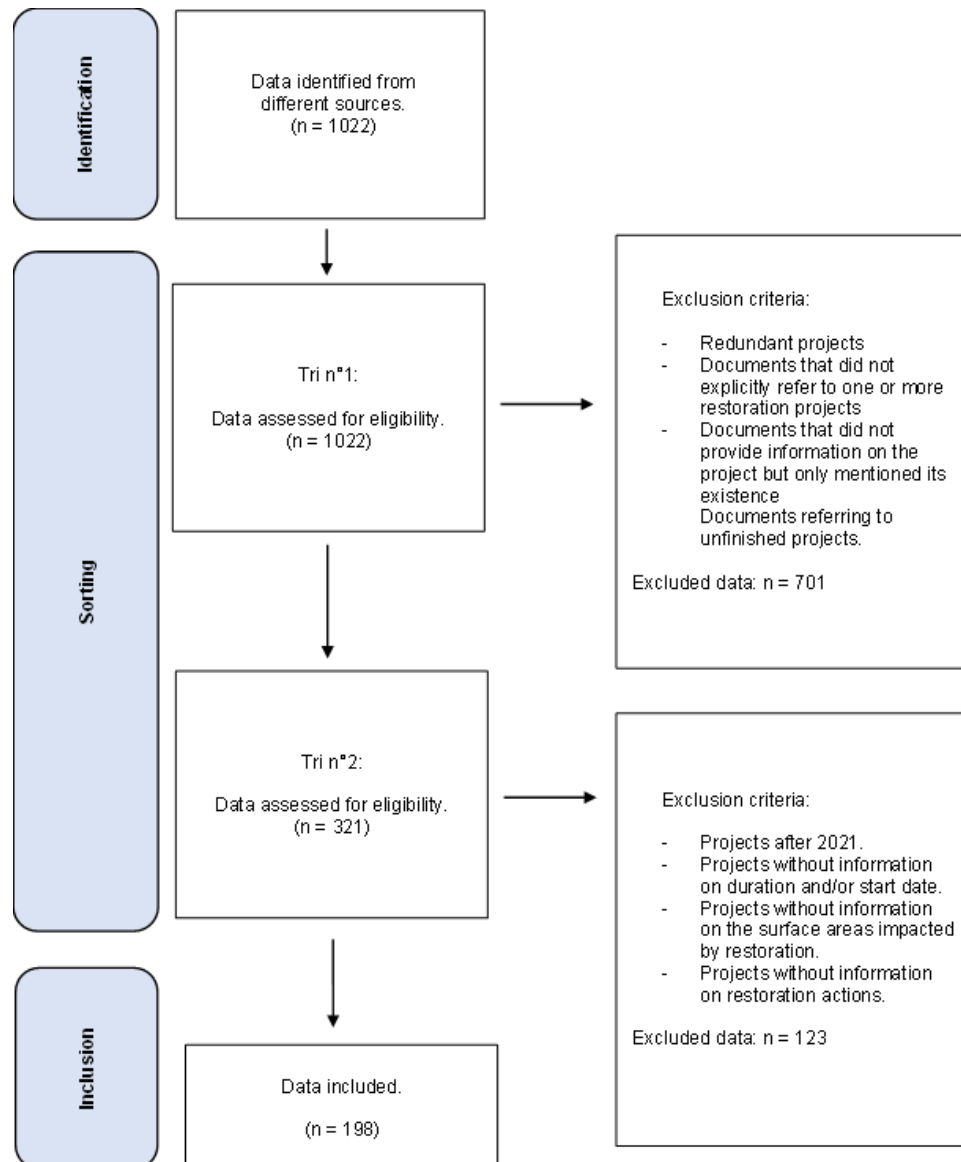 Identification
Data identified from
different sources.
(n = 1022)
Sorting
Tri n°1:
Data assessed for eligibility.
(n = 1022)
Exclusion criteria:
- Redundant projects
- Documents that did not
explicitly refer to one or more
restoration projects
- Documents that did not
provide information on the
project but only mentioned its
existence
Documents referring to
unfinished projects.
Excluded data: n = 701
Tri n°2:
Data assessed for eligibility.
(n = 321)
Exclusion criteria:
- Projects after 2021.
- Projects without information
on duration and/or start date.
- Projects without information
on the surface areas impacted
by restoration.
- Projects without information
on restoration actions.
Excluded data: n = 123
Inclusion
Data included.
(n = 198)